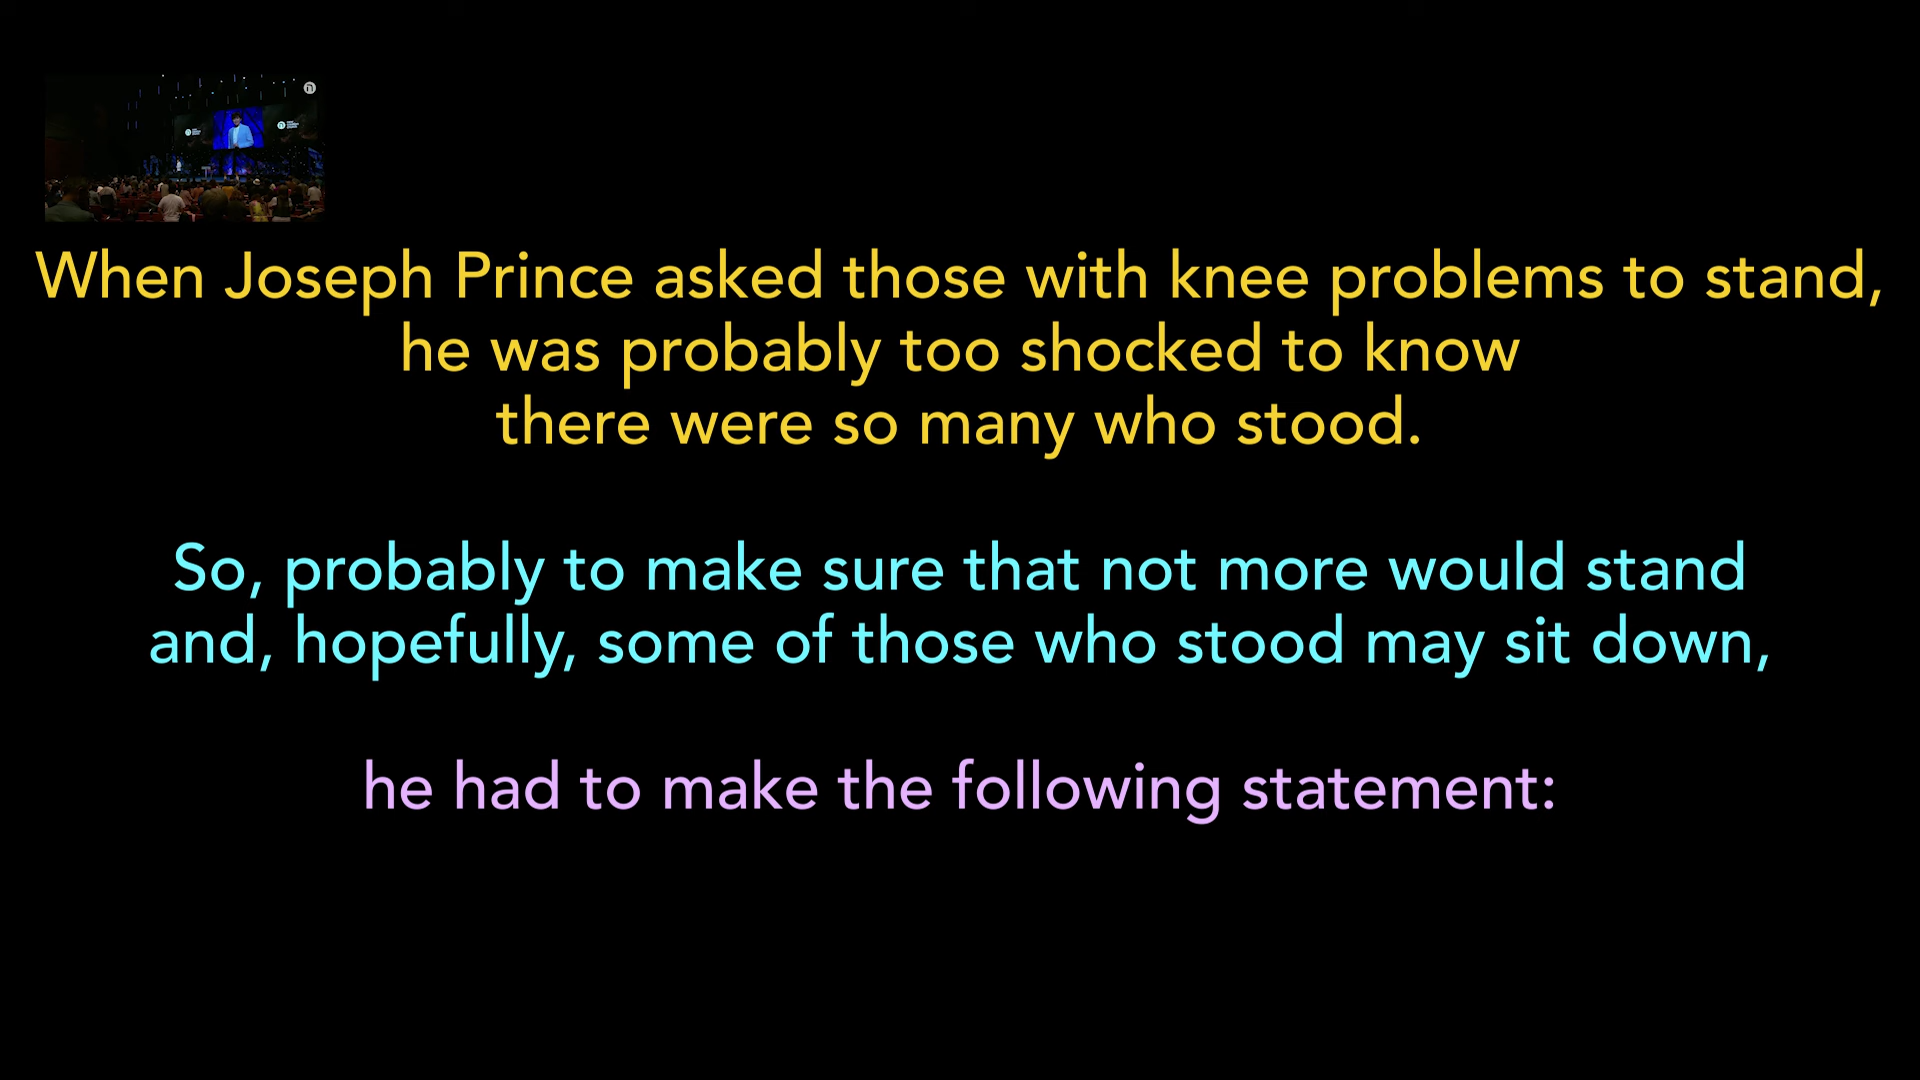 When Joseph Prince asked those with knee problems to stand,
he was probably too shocked to know
there were so many who stood.
So, probably to make sure that not more would stand
and, hopefully, some of those who stood may sit down,
he had to make the following statement: